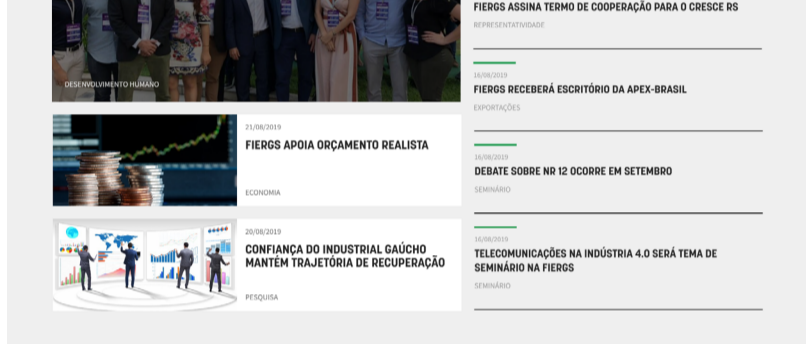 DESENVOLVIMENTO HUMANO
21/08/2019
FIERGS APOIA ORÇAMENTO REALISTA
ECONOMIA
20/08/2019
CONFIANÇA DO INDUSTRIAL GAÚCHO
MANTÉM TRAJETÓRIA DE RECUPERAÇÃO
PESQUISA
FIERGS ASSINA TERMO DE COOPERAÇÃO PARA O CRESCE RS
REPRESENTATIVIDADE
16/08/2019
FIERGS RECEBERÁ ESCRITÓRIO DA APEX-BRASIL
EXPORTAÇÕES
16/08/2019
DEBATE SOBRE NR 12 OCORRE EM SETEMBRO
SEMINÁRIO
16/08/2019
TELECOMUNICAÇÕES NA INDÚSTRIA 4.0 SERÁ TEMA DE
SEMINÁRIO NA FIERGS
SEMINÁRIO